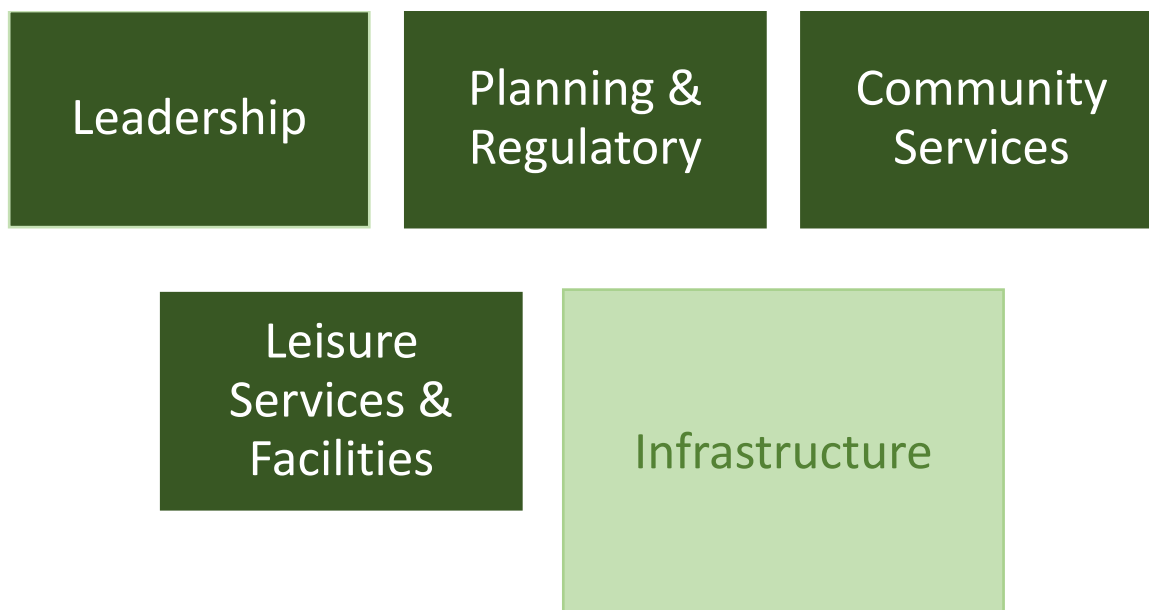 Leadership
Planning &
Regulatory
Community
Services
Leisure
Services &
Facilities
Infrastructure